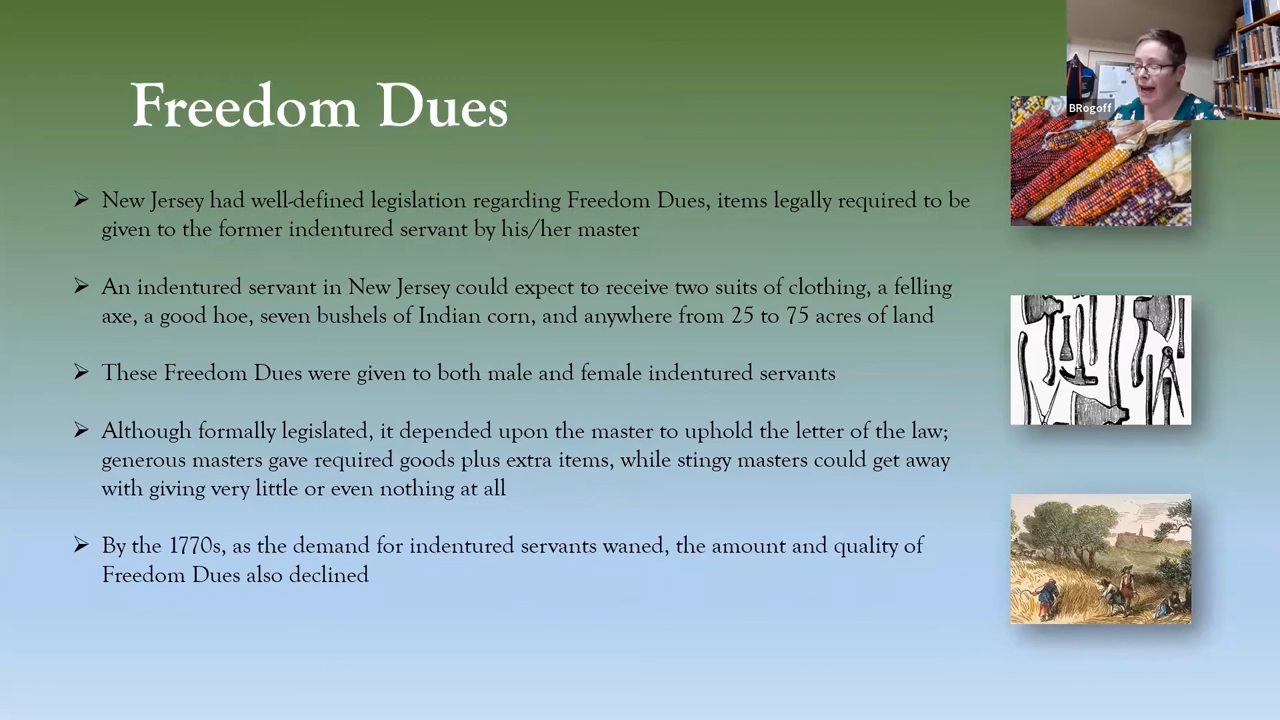 BRogoff
Freedom Dues
New Jersey had well-defined legislation regarding Freedom Dues, items legally required to be
given to the former indentured servant by his/her master
An indentured servant in New Jersey could expect to receive two suits of clothing, a felling
axe, a good hoe, seven bushels of Indian corn, and anywhere from 25 to 75 acres of land
These Freedom Dues were given to both male and female indentured servants
Although formally legislated, it depended upon the master to uphold the letter of the law;
generous masters gave required goods plus extra items, while stingy masters could get away
with giving very little or even nothing at all
By the 1770s, as the demand for indentured servants waned, the amount and quality of
Freedom Dues also declined